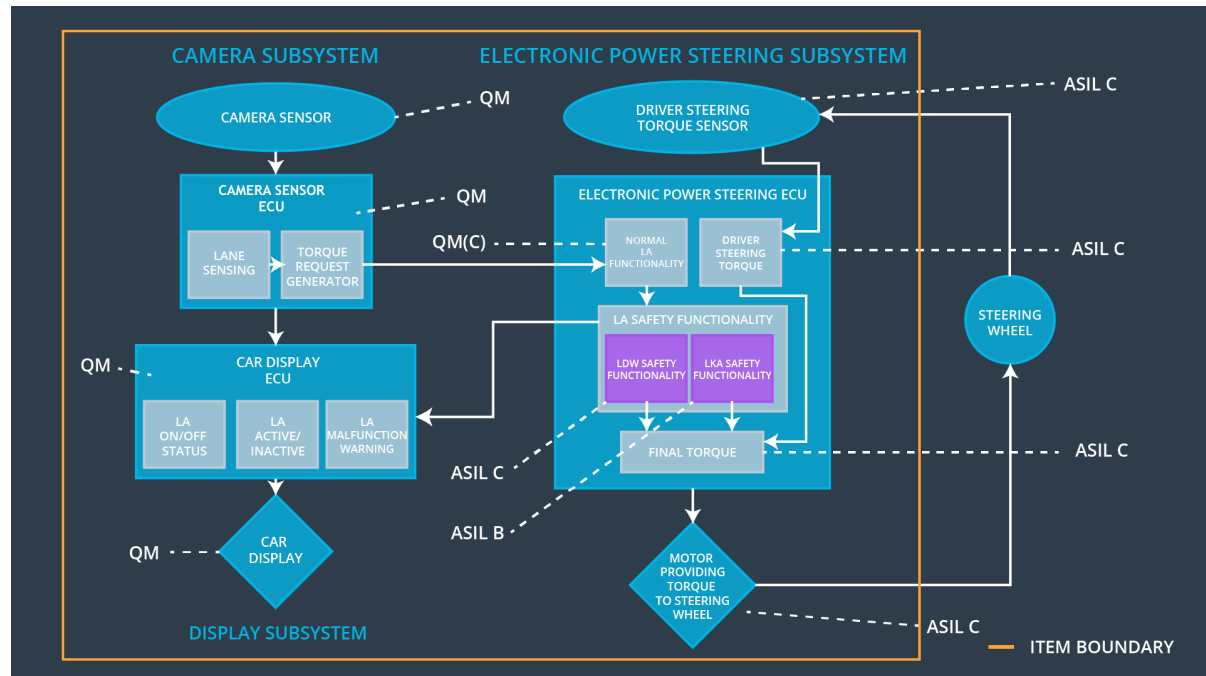 CAMERA SUBSYSTEM
ELECTRONIC POWER STEERING SUBSYSTEM
CAMERA SENSOR
QM
DRIVER STEERING
TORQUE SENSOR
ASIL C
CAMERA SENSOR
ECU
QM
LANE
SENSING
TORQUE
REQUEST
GENERATOR
ELECTRONIC POWER STEERING ECU
QM(C)
NORMAL
LA
FUNCTIONALITY
DRIVER
STEERING
TORQUE
ASIL C
LA SAFETY FUNCTIONALITY
LDW SAFETY
FUNCTIONALITY
LKA SAFETY
FUNCTIONALITY
STEERING
WHEEL
QM
CAR DISPLAY
ECU
LA
ON/OFF
STATUS
LA
ACTIVE/
INACTIVE
LA
MALFUNCTION
WARNING
FINAL TORQUE
ASIL C
ASIL C
ASIL B
QM
CAR
DISPLAY
MOTOR
PROVIDING
TORQUE
TO STEERING
WHEEL
ASIL C
DISPLAY SUBSYSTEM
ITEM BOUNDARY